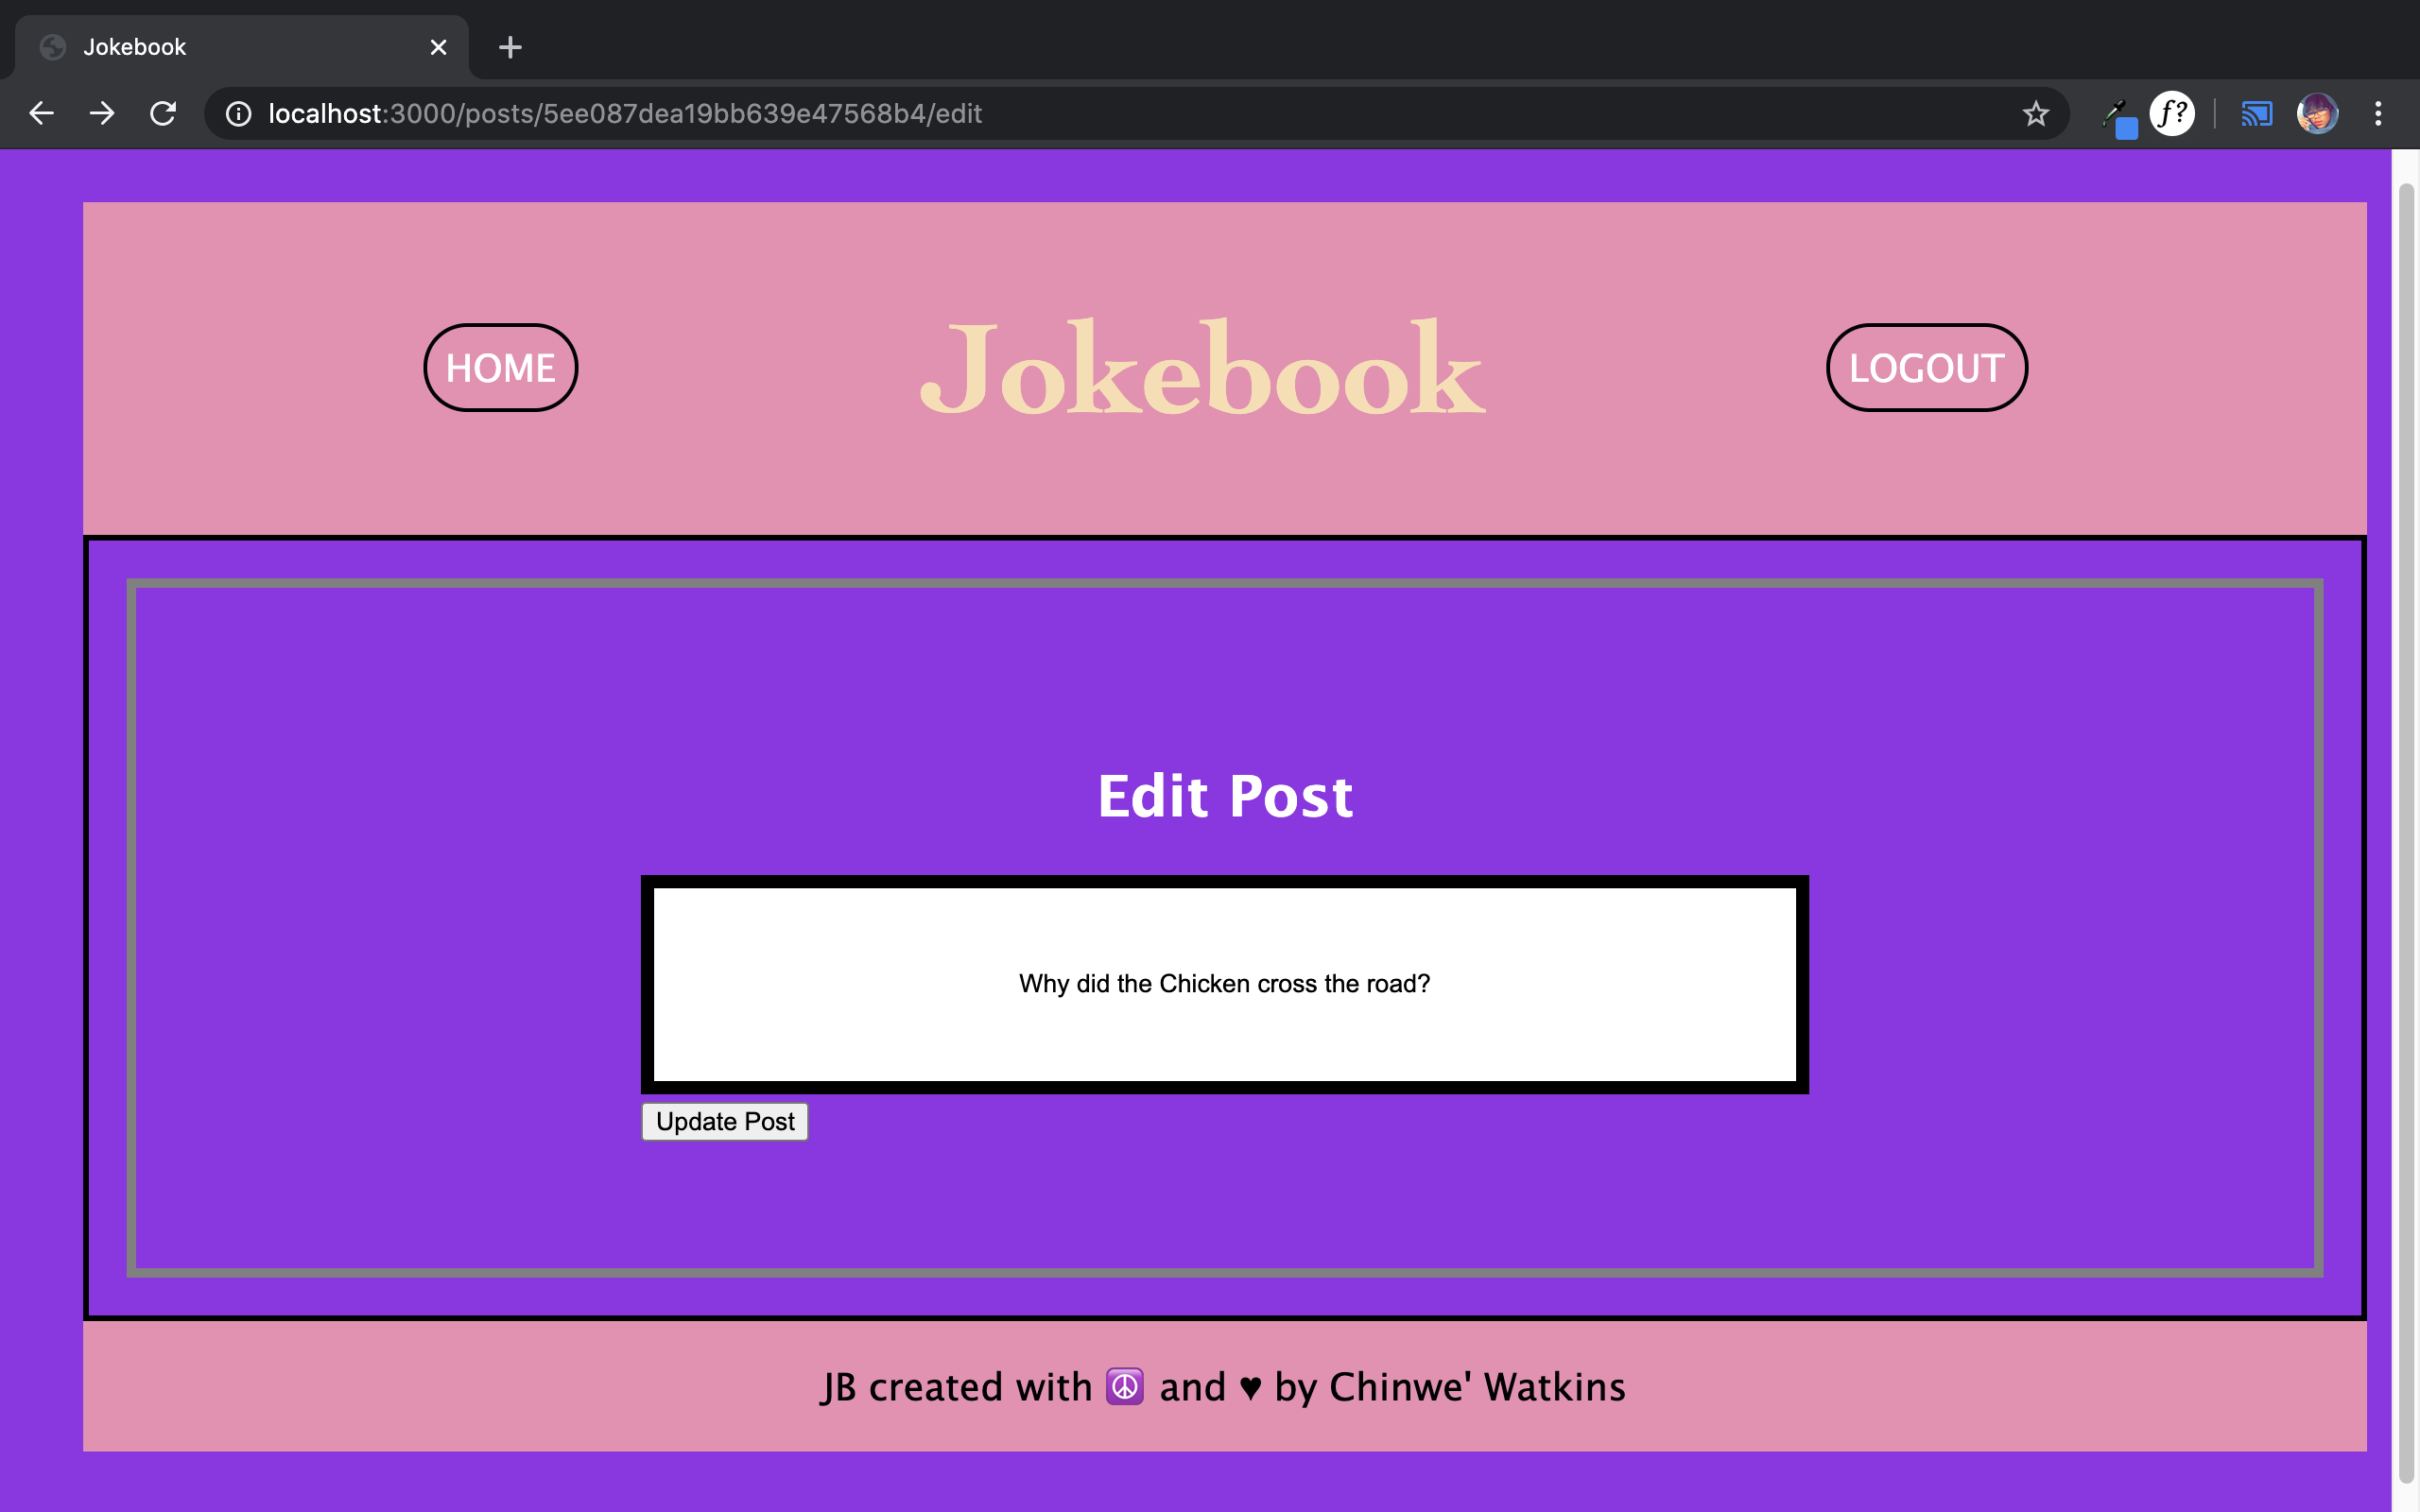 Jokebook
localhost:3000/posts/5ee087dea19bb639e47568b4/edit
f?
HOME
Jokebook
LOGOUT
Edit Post
Why did the Chicken cross the road?
Update Post
JB created with ☮️ and ♥ by Chinwe' Watkins